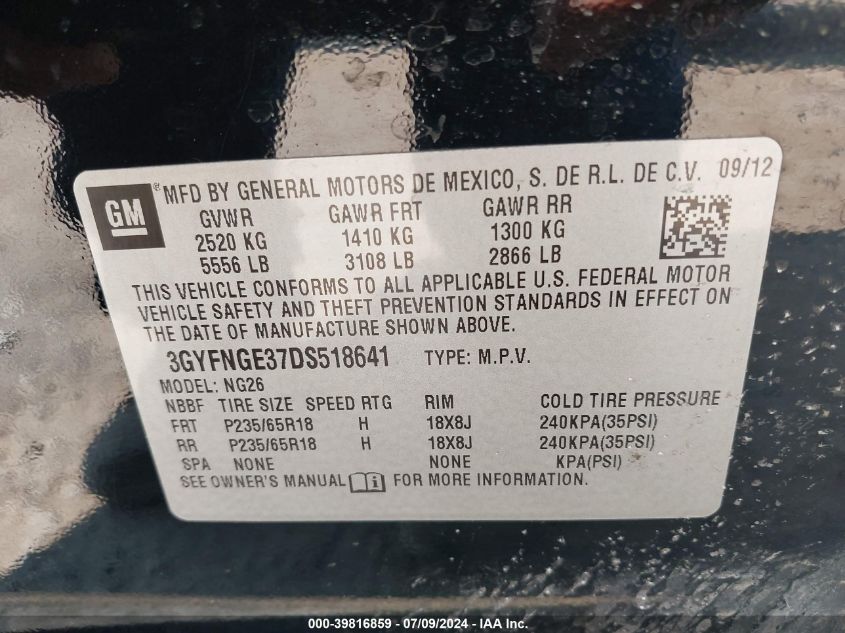 GM
® MFD BY GENERAL MOTORS DE MEXICO, S. DE R.L. DE C.V. 09/12
GVWR GAWR FRT GAWR RR
2520 KG 1410 KG 1300 KG
5556 LB 3108 LB 2866 LB
THIS VEHICLE CONFORMS TO ALL APPLICABLE U.S. FEDERAL MOTOR
VEHICLE SAFETY AND THEFT PREVENTION STANDARDS IN EFFECT ON
THE DATE OF MANUFACTURE SHOWN ABOVE.
3GYFNGE37DS518641 TYPE: M.P.V.
MODEL: NG26
NBBF TIRE SIZE SPEED RTG RIM COLD TIRE PRESSURE
FRT P235/65R18 H 18X8J 240KPA(35PSI)
RR P235/65R18 H 18X8J 240KPA(35PSI)
SPA NONE NONE KPA(PSI)
SEE OWNER'S MANUAL i FOR MORE INFORMATION.
000-39816859 - 07/09/2024 - IAA Inc.